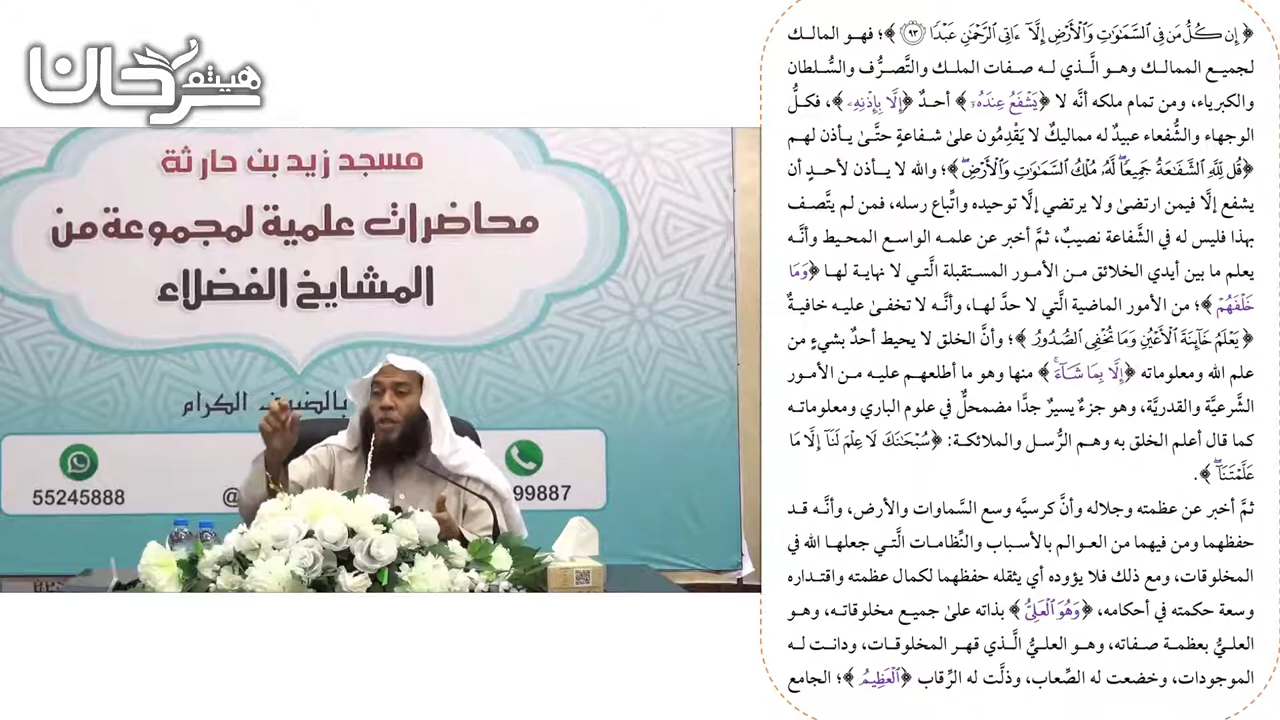 هيثم
سرحان
مسجد زيد بن حارثة
محاضرات علمية لمجموعة من
المشايخ الفضلاء
بالضيوف الكرام
55245888
@
99887
﴿ إِن كُلُّ مَن فِي ٱلسَّمَٰوَٰتِ وَٱلۡأَرۡضِ إِلَّآ ءَاتِي ٱلرَّحۡمَٰنِ عَبۡدٗا ٩٣ ﴾؛ فهو المالك
لجميع الممالك وهو الَّذي له صفات الملك والتَّصرُّف والسُّلطان
والكبرياء، ومن تمام ملكه أنَّه لا ﴿ يَشۡفَعُ عِندَهُۥٓ ﴾ أحدٌ ﴿إِلَّا بِإِذۡنِهِۦ ﴾، فكلُّ
الوجهاء والشُّفعاء عبيدٌ له مماليكٌ لا يَقْدِمُون علىٰ شفاعةٍ حتَّىٰ يأذن لهم
﴿قُل لِّلَّهِ ٱلشَّفَٰعَةُ جَمِيعٗاۖ لَّهُۥ مُلۡكُ ٱلسَّمَٰوَٰتِ وَٱلۡأَرۡضِۖ ﴾؛ والله لا يأذن لأحدٍ أن
يشفع إلَّا فيمن ارتضىٰ ولا يرتضي إلَّا توحيده واتِّباع رسله، فمن لم يتَّصف
بهذا فليس له في الشَّفاعة نصيبٌ، ثمَّ أخبر عن علمه الواسع المحيط وأنَّه
يعلم ما بين أيدي الخلائق من الأمور المستقبلة الَّتي لا نهاية لها ﴿ وَمَا
خَلۡفَهُمۡ ﴾؛ من الأمور الماضية الَّتي لا حدَّ لها، وأنَّه لا تخفىٰ عليه خافيةٌ
﴿ يَعۡلَمُ خَآئِنَةَ ٱلۡأَعۡيُنِ وَمَا تُخۡفِي ٱلصُّدُورُ ﴾؛ وأنَّ الخلق لا يحيط أحدٌ بشيءٍ من
علم الله ومعلوماته ﴿إِلَّا بِمَا شَآءَۚ ﴾ منها وهو ما أطلعهم عليه من الأمور
الشَّرعيَّة والقدريَّة، وهو جزءٌ يسيرٌ جدًّا مضمحلٌّ في علوم الباري ومعلوماته
كما قال أعلم الخلق به وهم الرُّسل والملائكة: ﴿سُبۡحَٰنَكَ لَا عِلۡمَ لَنَآ إِلَّا مَا
عَلَّمۡتَنَآۖ ﴾.
ثمَّ أخبر عن عظمته وجلاله وأنَّ كرسيَّه وسع السَّماوات والأرض، وأنَّه قد
حفظهما ومن فيهما من العوالم بالأسباب والنِّظامات الَّتي جعلها الله في
المخلوقات، ومع ذلك فلا يؤوده أي يثقله حفظهما لكمال عظمته واقتداره
وسعة حكمته في أحكامه، ﴿ وَهُوَ ٱلۡعَلِيُّ ﴾ بذاته علىٰ جميع مخلوقاته، وهو
العليُّ بعظمة صفاته، وهو العليُّ الَّذي قهر المخلوقات، ودانت له
الموجودات، وخضعت له الصِّعاب، وذلَّت له الرِّقاب ﴿ ٱلۡعَظِيمُ ﴾؛ الجامع